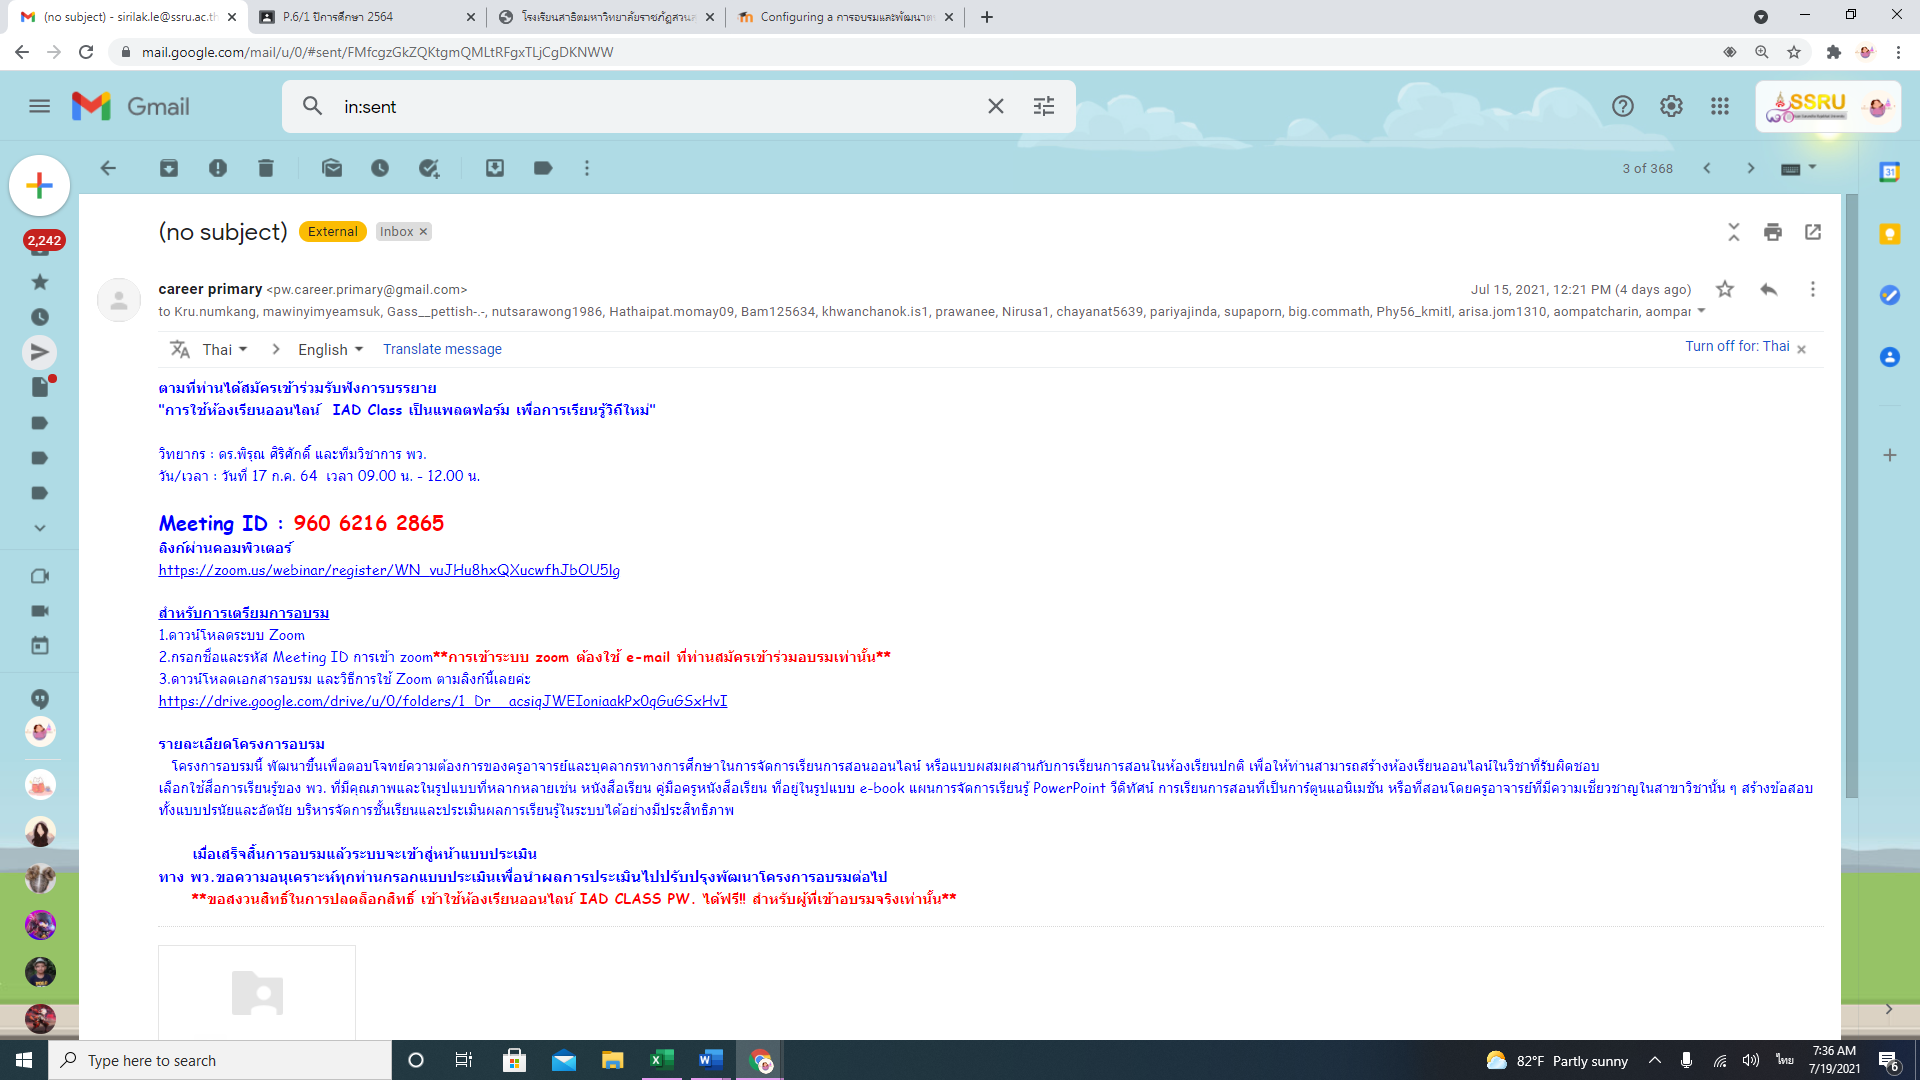 (no subject) - sirilak.le@ssru.ac.th
P.6/1 ปีการศึกษา 2564
โรงเรียนสาธิตมหาวิทยาลัยราชภัฏสวน
Configuring a การอบรมและพัฒนา
mail.google.com/mail/u/0/#sent/FMfcgzGkZQKtgmQMLtRFgxTLjCgDKNWW
Gmail
in:sent
SSRU
3 of 368
2,242
(no subject) External Inbox
career primary <pw.career.primary@gmail.com>
Jul 15, 2021, 12:21 PM (4 days ago)
to Kru.numkang, mawinyimyeamsuk, Gass__pettish-.-, nutsarawong1986, Hathaipat.momay09, Bam125634, khwanchanok.is1, prawanee, Nirusa1, chayanat5639, pariyajinda, supaporn, big.commath, Phy56_kmitl, arisa.jom1310, aompatcharin, aompar
Thai > English Translate message
Turn off for: Thai
ตามที่ท่านได้สมัครเข้าร่วมรับฟังการบรรยาย
"การใช้ห้องเรียนออนไลน์ IAD Class เป็นแพลตฟอร์ม เพื่อการเรียนรู้วิถีใหม่"
วิทยากร : ดร.พิรุณ ศิริศักดิ์ และทีมวิชาการ พว.
วัน/เวลา : วันที่ 17 ก.ค. 64 เวลา 09.00 น. - 12.00 น.
Meeting ID : 960 6216 2865
ลิงก์ผ่านคอมพิวเตอร์
https://zoom.us/webinar/register/WN_vuJHu8hxQXucwfhJbOU5lg
สำหรับการเตรียมการอบรม
1.ดาวน์โหลดระบบ Zoom
2.กรอกชื่อและรหัส Meeting ID การเข้า zoom**การเข้าระบบ zoom ต้องใช้ e-mail ที่ท่านสมัครเข้าร่วมอบรมเท่านั้น**
3.ดาวน์โหลดเอกสารอบรม และวิธีการใช้ Zoom ตามลิงก์นี้เลยค่ะ
https://drive.google.com/drive/u/0/folders/1_Dr__acsiqJWEIoniaakPx0qGuGSxHvI
รายละเอียดโครงการอบรม
โครงการอบรมนี้ พัฒนาขึ้นเพื่อตอบโจทย์ความต้องการของครูอาจารย์และบุคลากรทางการศึกษาในการจัดการเรียนการสอนออนไลน์ หรือแบบผสมผสานกับการเรียนการสอนในห้องเรียนปกติ เพื่อให้ท่านสามารถสร้างห้องเรียนออนไลน์ในวิชาที่รับผิดชอบ
เลือกใช้สื่อการเรียนรู้ของ พว. ที่มีคุณภาพและในรูปแบบที่หลากหลายเช่น หนังสือเรียน คู่มือครูหนังสือเรียน ที่อยู่ในรูปแบบ e-book แผนการจัดการเรียนรู้ PowerPoint วีดิทัศน์ การเรียนการสอนที่เป็นการ์ตูนแอนิเมชัน หรือที่สอนโดยครูอาจารย์ที่มีความเชี่ยวชาญในสาขาวิชานั้น ๆ สร้างข้อสอบ
ทั้งแบบปรนัยและอัตนัย บริหารจัดการชั้นเรียนและประเมินผลการเรียนรู้ในระบบได้อย่างมีประสิทธิภาพ
เมื่อเสร็จสิ้นการอบรมแล้วระบบจะเข้าสู่หน้าแบบประเมิน
ทาง พว.ขอความอนุเคราะห์ทุกท่านกรอกแบบประเมินเพื่อนำผลการประเมินไปปรับปรุงพัฒนาโครงการอบรมต่อไป
**ขอสงวนสิทธิ์ในการปลดล็อกสิทธิ์ เข้าใช้ห้องเรียนออนไลน์ IAD CLASS PW. ได้ฟรี!! สำหรับผู้ที่เข้าอบรมจริงเท่านั้น**
Type here to search
82°F Partly sunny
ไทย
7:36 AM
7/19/2021
6